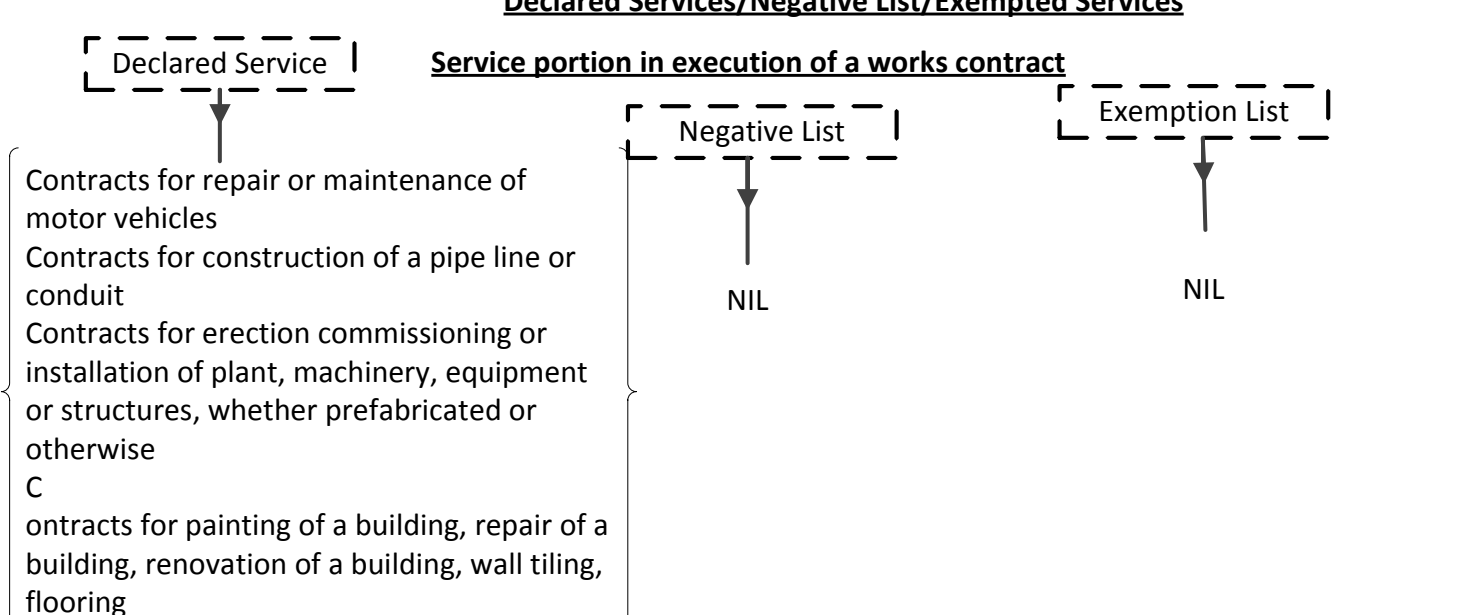 Declared Services/Negative List/Exempted Services
Declared Service
Service portion in execution of a works contract
Negative List
Exemption List
Contracts for repair or maintenance of
motor vehicles
Contracts for construction of a pipe line or
conduit
Contracts for erection commissioning or
installation of plant, machinery, equipment
or structures, whether prefabricated or
otherwise
C
ontracts for painting of a building, repair of a
building, renovation of a building, wall tiling,
flooring
NIL
NIL